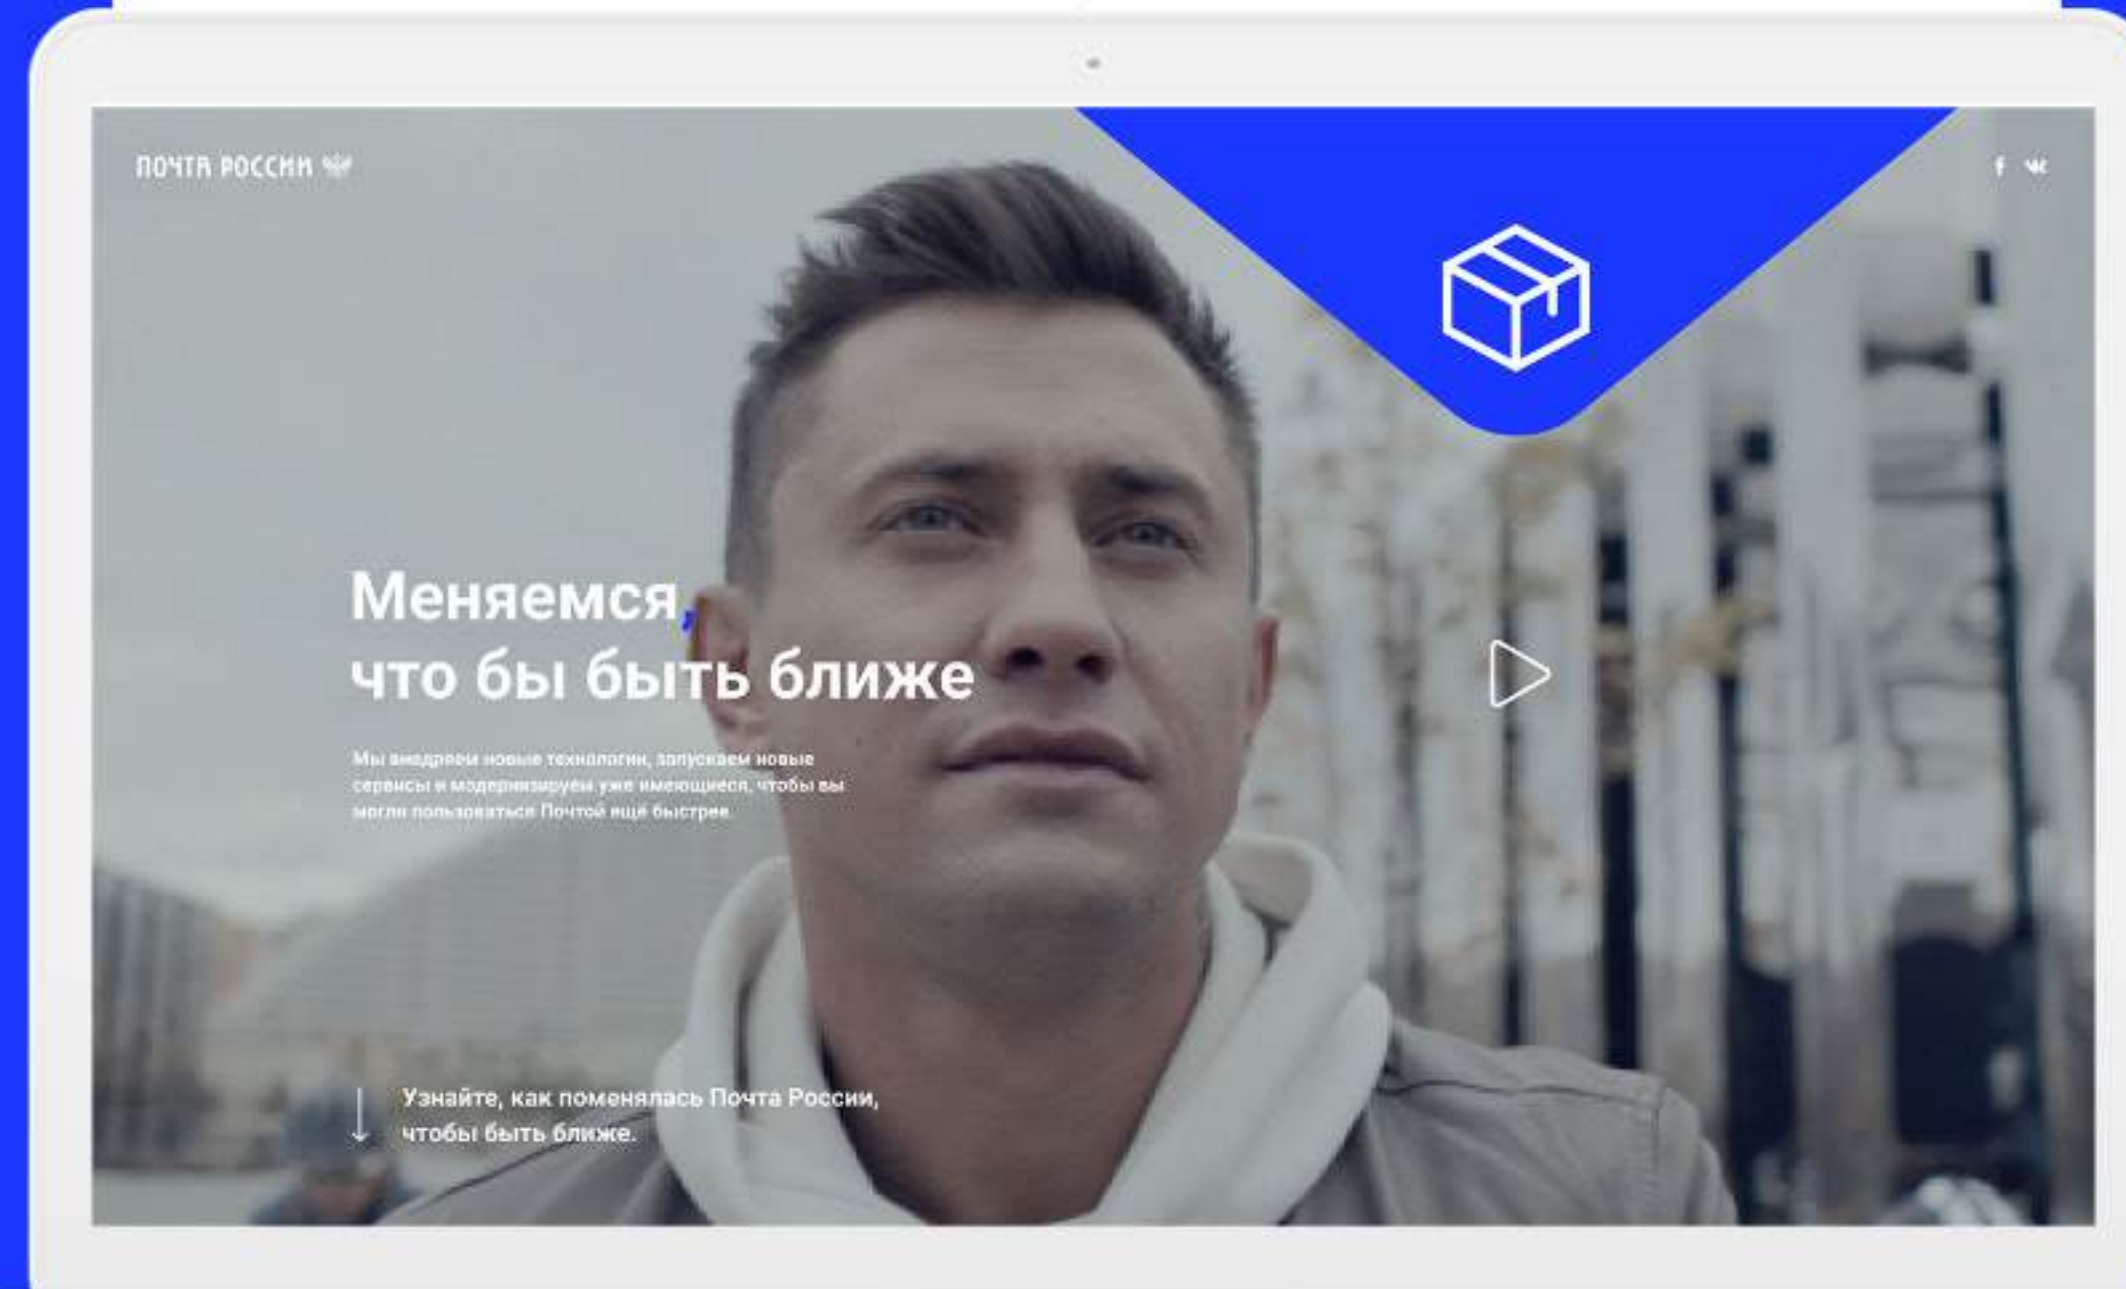 ПОЧТА РОССИИ
Меняемся,
что бы быть ближе
Мы внедряем новые технологии, запускаем новые
сервисы и модернизируем уже имеющиеся, чтобы вы
могли пользоваться Почтой ещё быстрее.
Узнайте, как поменялась Почта России,
чтобы быть ближе.